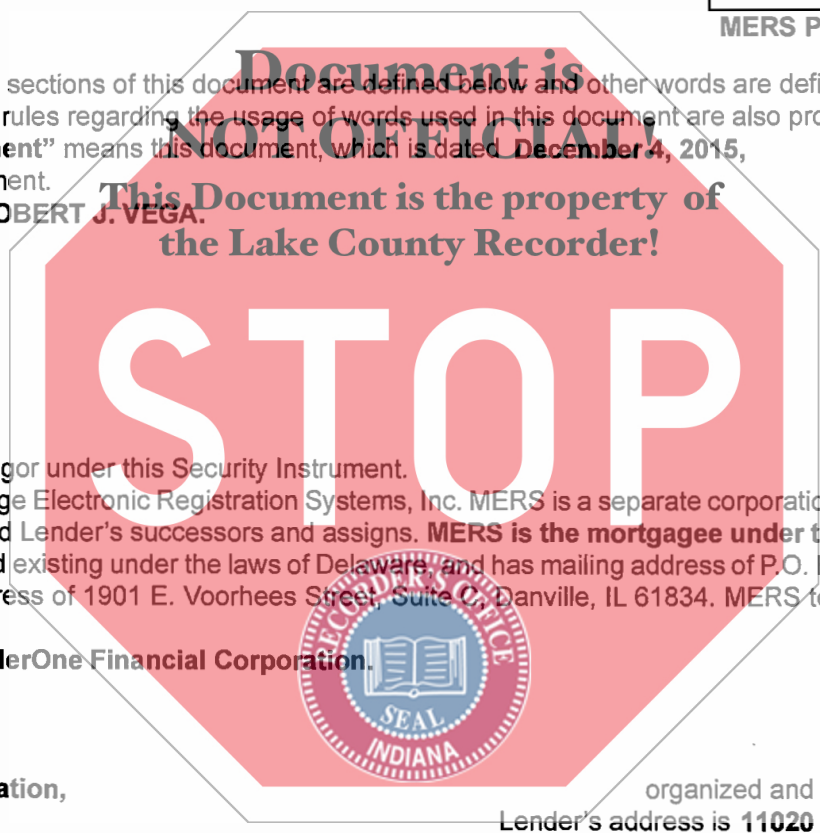 MERS P
Document is
sections of this document are defined below and other words are defi
rules regarding the usage of words used in this document are also pro
NOT OFFICIAL!
ent” means this document, which is dated December 4, 2015,
ment.
This Document is the property of
OBERT J. VEGA.
the Lake County Recorder!
STOP
gor under this Security Instrument.
ge Electronic Registration Systems, Inc. MERS is a separate corporatio
d Lender's successors and assigns. MERS is the mortgagee under t
d existing under the laws of Delaware, and has mailing address of P.O.
ress of 1901 E. Voorhees Street, Suite C, Danville, IL 61834. MERS te
RECORDER'S OFFICE
derOne Financial Corporation.
SEAL
INDIANA
ation,
organized and
Lender's address is 11020